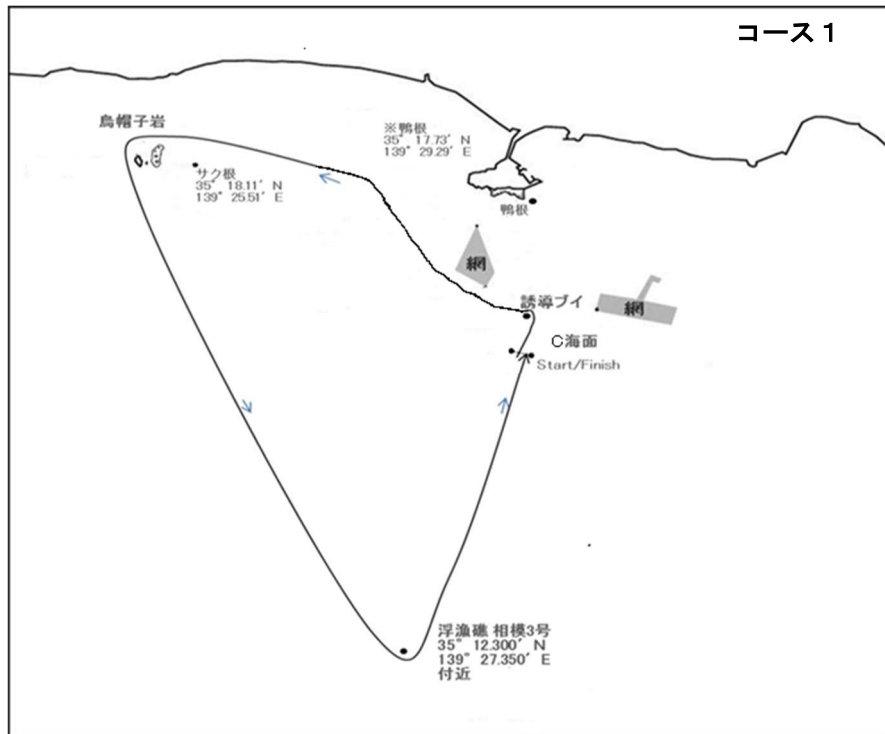 コース１
烏帽子岩
※鴨根
35° 17.73′ N
139° 29.29′ E
サク根
35° 18.11′ N
139° 25.51′ E
鴨根
網
網
誘導ブイ
C海面
Start/Finish
浮漁礁 相模3号
35° 12.300′ N
139° 27.350′ E
付近